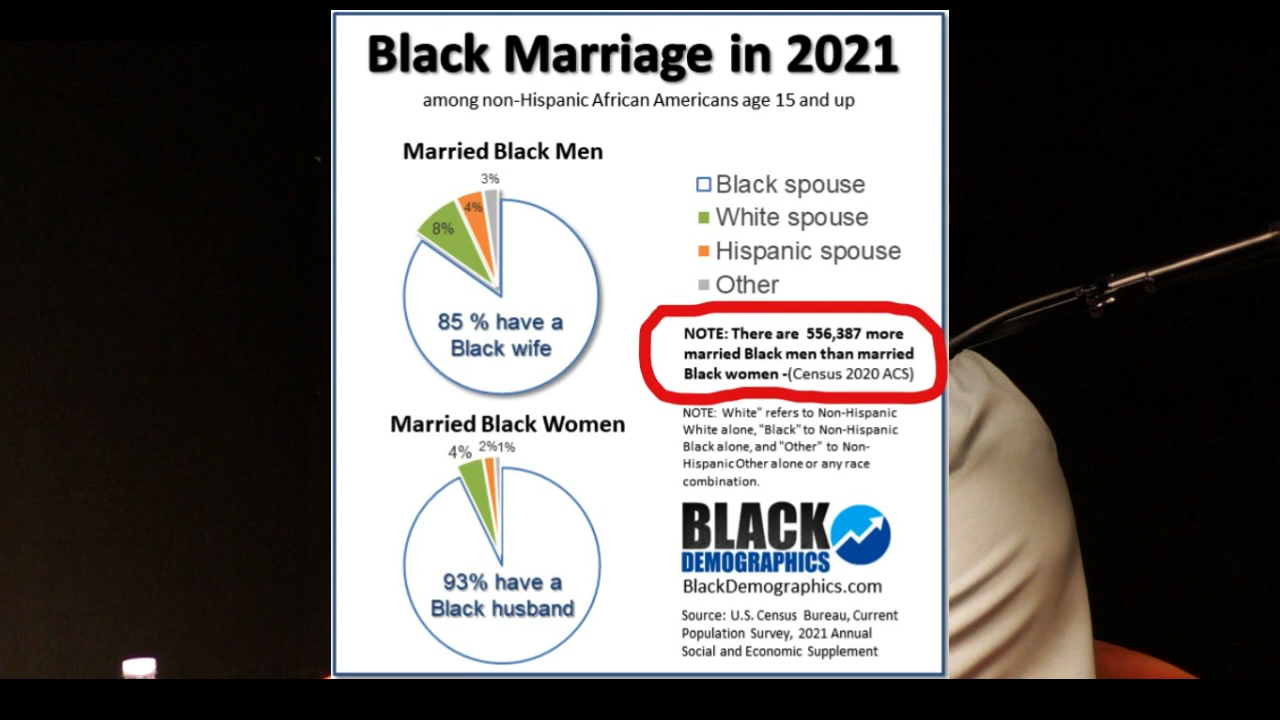 Black Marriage in 2021
among non-Hispanic African Americans age 15 and up
Married Black Men
3%
4%
8%
85 % have a
Black wife
Black spouse
White spouse
Hispanic spouse
Other
NOTE: There are 556,387 more
married Black men than married
Black women -(Census 2020 ACS)
Married Black Women
4%
2%
1%
93% have a
Black husband
NOTE: White" refers to Non-Hispanic
White alone, "Black" to Non-Hispanic
Black alone, and "Other" to Non-
Hispanic Other alone or any race
combination.
BLACK
DEMOGRAPHICS
BlackDemographics.com
Source: U.S. Census Bureau, Current
Population Survey, 2021 Annual
Social and Economic Supplement